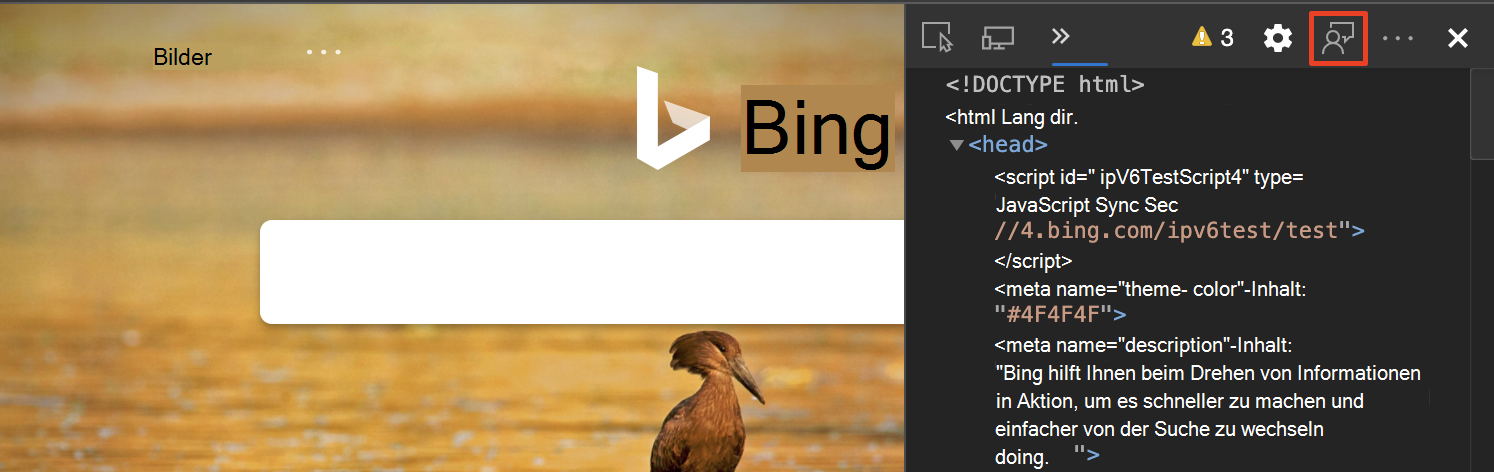 Bilder
Bing
3
<!DOCTYPE html>
<html Lang dir.
<head>
<script id=" ipV6TestScript4" type=
JavaScript Sync Sec
//4.bing.com/ipv6test/test">
</script>
<meta name="theme- color"-Inhalt:
"#4F4F4F">
<meta name="description"-Inhalt:
"Bing hilft Ihnen beim Drehen von Informationen
in Aktion, um es schneller zu machen und
einfacher von der Suche zu wechseln
doing. ">